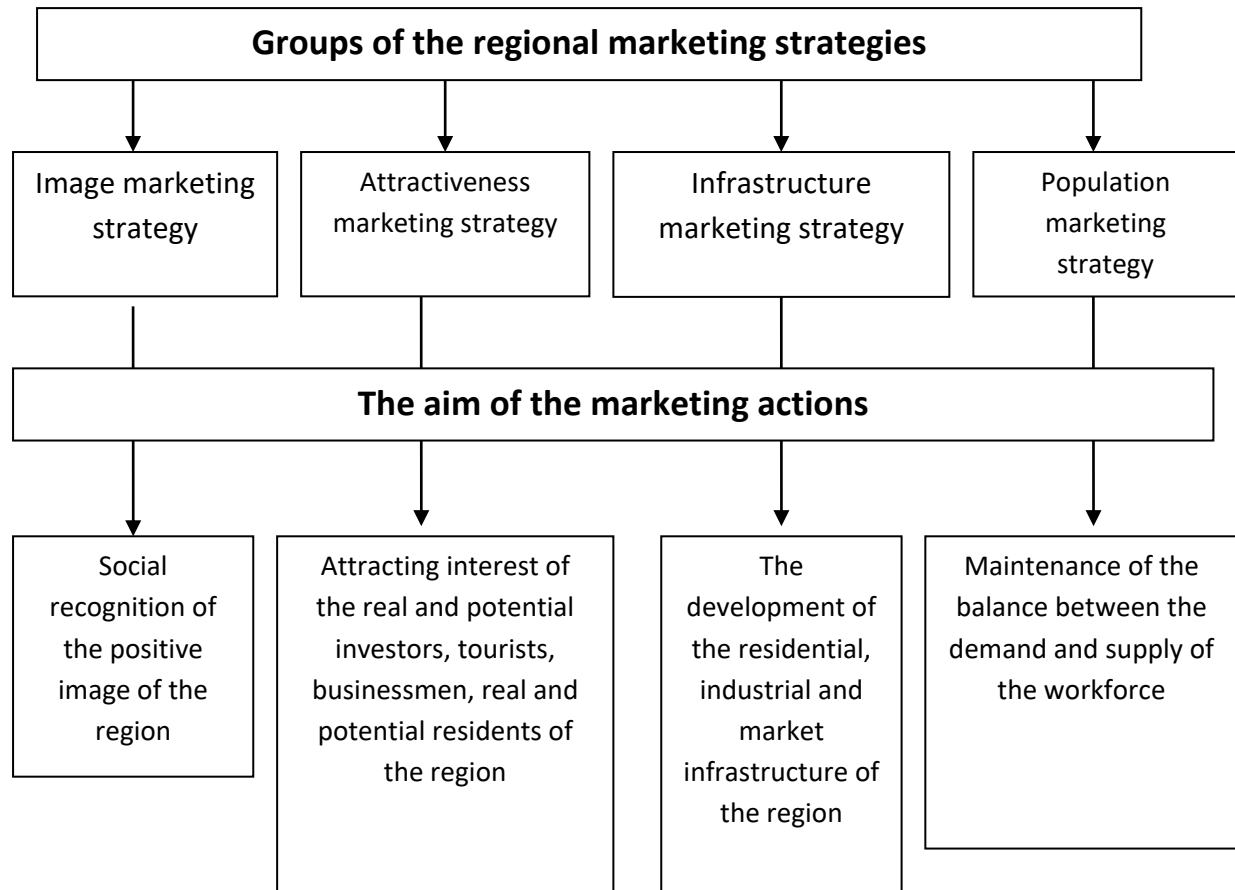 Groups of the regional marketing strategies
Image marketing
strategy
Attractiveness
marketing strategy
Infrastructure
marketing strategy
Population
marketing
strategy
The aim of the marketing actions
Social
recognition of
the positive
image of the
region
Attracting interest of
the real and potential
investors, tourists,
businessmen, real and
potential residents of
the region
The
development of
the residential,
industrial and
market
infrastructure of
the region
Maintenance of the
balance between the
demand and supply of
the workforce